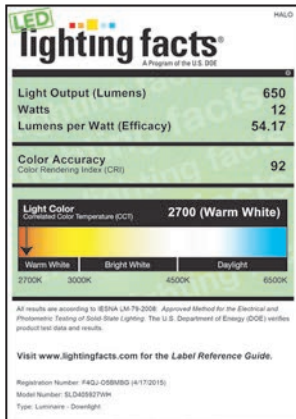 HALO
LED
lighting facts®
A Program of the U.S. DOE
Light Output (Lumens) 650
Watts 12
Lumens per Watt (Efficacy) 54.17
Color Accuracy 92
Color Rendering Index (CRI)
Light Color 2700 (Warm White)
Correlated Color Temperature (CCT)
Warm White Bright White Daylight
2700K 3000K 4500K 6500K
All results are according to IESNA LM-79-2008: Approved Method for the Electrical and
Photometric Testing of Solid-State Lighting. The U.S. Department of Energy (DOE) verifies
product test data and results.
Visit www.lightingfacts.com for the Label Reference Guide.
Registration Number: (4/17/2015)
Model Number: SLD405927WH
Type: Luminaire - Downlight